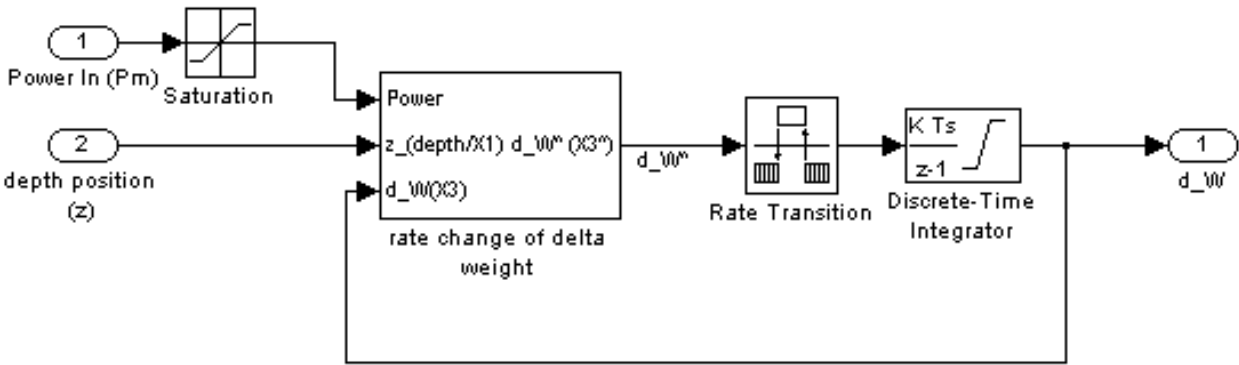 1
Power In (Pm)
Saturation
2
depth position
(z)
Power
z_(depth/X1) d_W^ (X3^)
d_W(X3)
rate change of delta
weight
d_W^
Rate Transition
K Ts
z-1
Discrete-Time
Integrator
1
d_W